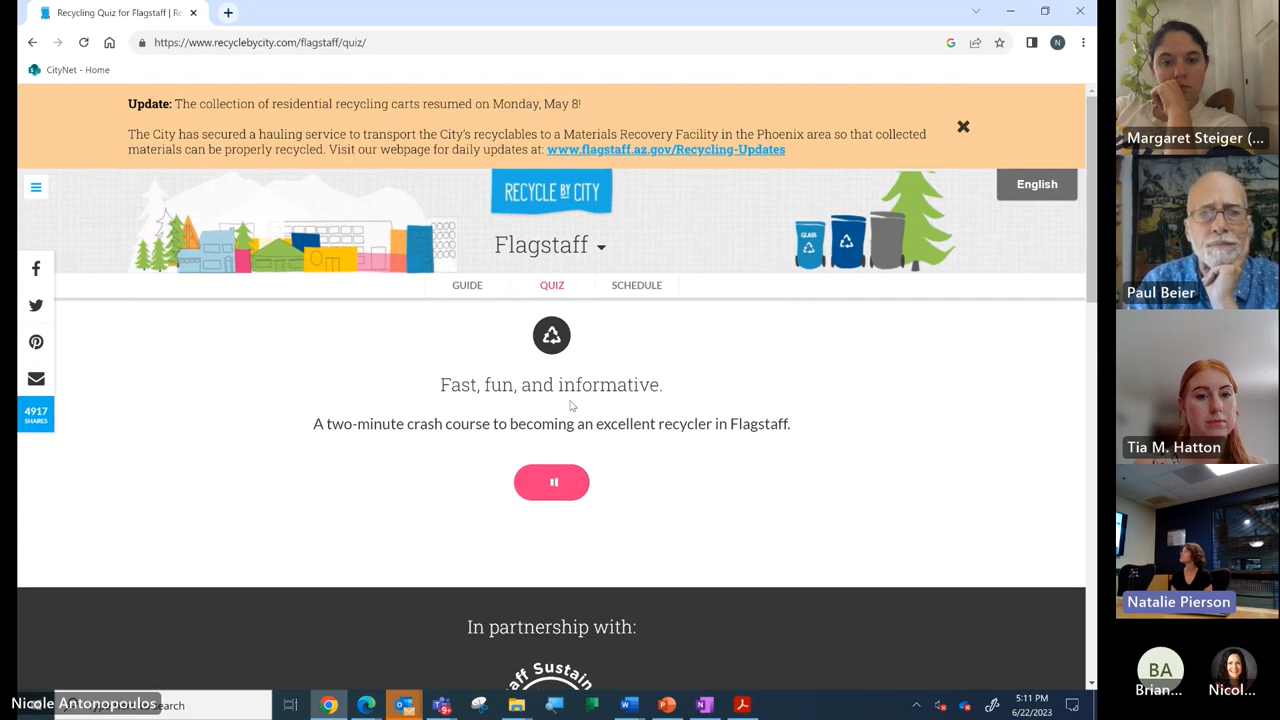 Recycling Quiz for Flagstaff | Re
https://www.recyclebycity.com/flagstaff/quiz/
N
CityNet - Home
Update: The collection of residential recycling carts resumed on Monday, May 8!
The City has secured a hauling service to transport the City's recyclables to a Materials Recovery Facility in the Phoenix area so that collected
materials can be properly recycled. Visit our webpage for daily updates at: www.flagstaff.az.gov/Recycling-Updates
RECYCLE BY CITY
English
Flagstaff
GLASS
GUIDE QUIZ SCHEDULE
Fast, fun, and informative.
A two-minute crash course to becoming an excellent recycler in Flagstaff.
4917
SHARES
In partnership with:
aff Sustain
Nicole Antonopoulos
search
5:11 PM
6/22/2023
Margaret Steiger (...
Paul Beier
Tia M. Hatton
Natalie Pierson
BA
Brian...
Nicol...